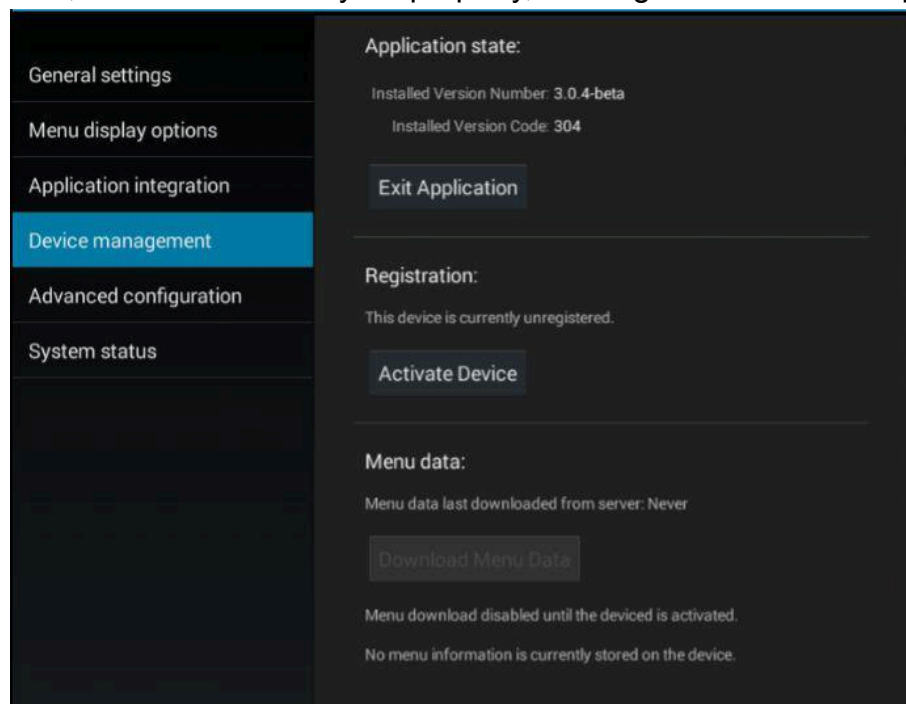 General settings
Menu display options
Application integration
Device management
Advanced configuration
System status
Application state:
Installed Version Number: 3.0.4-beta
Installed Version Code: 304
Exit Application
Registration:
This device is currently unregistered.
Activate Device
Menu data:
Menu data last downloaded from server: Never
Download Menu Data
Menu download disabled until the deviced is activated.
No menu information is currently stored on the device.